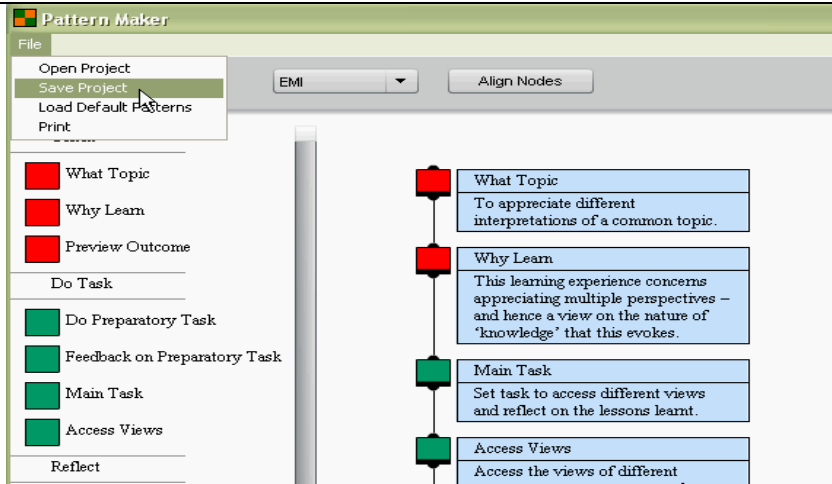 Pattern Maker
File
Open Project
Save Project
Load Default Patterns
Print
EMI
Align Nodes
What Topic
Why Learn
Preview Outcome
Do Task
Do Preparatory Task
Feedback on Preparatory Task
Main Task
Access Views
Reflect
What Topic
To appreciate different
interpretations of a common topic.
Why Learn
This learning experience concerns
appreciating multiple perspectives –
and hence a view on the nature of
‘knowledge’ that this evokes.
Main Task
Set task to access different views
and reflect on the lessons learnt.
Access Views
Access the views of different